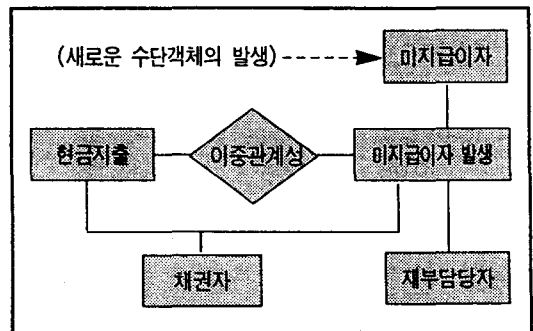 (새로운 수단객체의 발생)
미지급이자
현금지출
이중관계성
미지급이자 발생
채권자
재무담당자